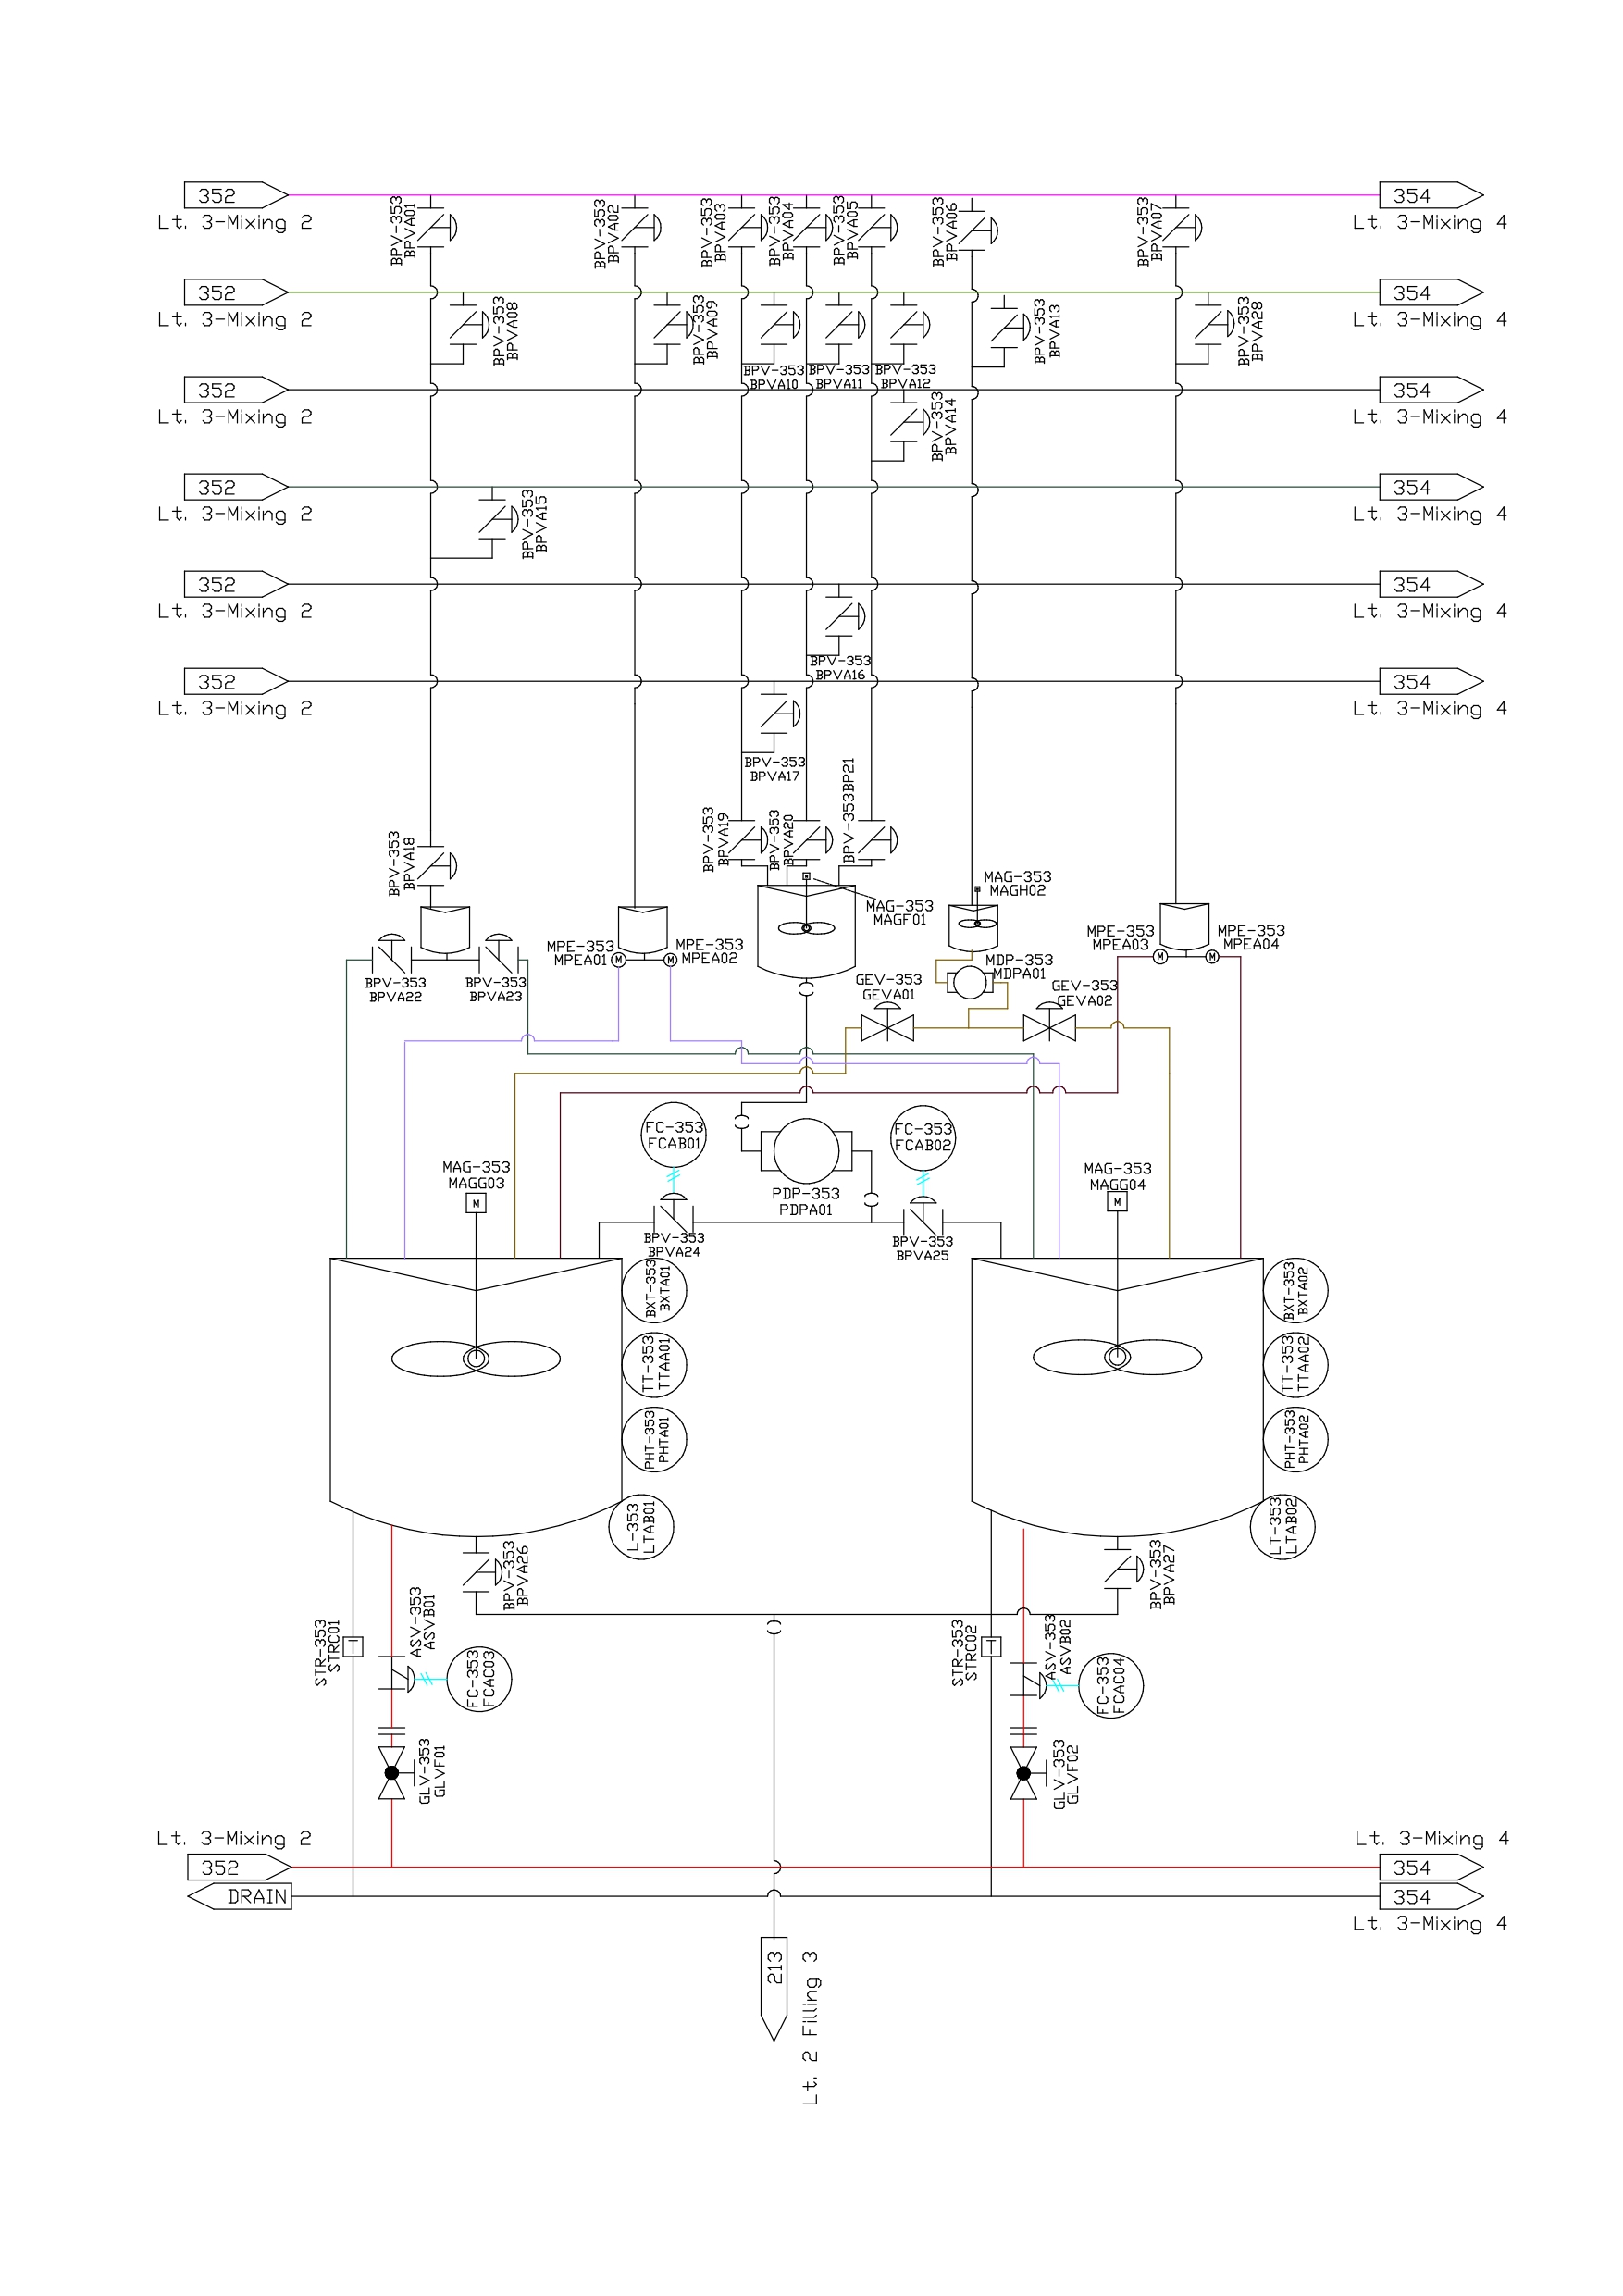 352
Lt. 3-Mixing 2
BPV-353
BPVA01
BPV-353
BPVA02
BPV-353
BPVA03
BPV-353
BPVA04
BPV-353
BPVA05
BPV-353
BPVA06
BPV-353
BPVA07
354
Lt. 3-Mixing 4
352
Lt. 3-Mixing 2
BPV-353
BPVA08
BPV-353
BPVA09
BPV-353
BPVA10
BPV-353
BPVA11
BPV-353
BPVA12
BPV-353
BPVA13
BPV-353
BPVA28
354
Lt. 3-Mixing 4
352
Lt. 3-Mixing 2
BPV-353
BPVA14
354
Lt. 3-Mixing 4
352
Lt. 3-Mixing 2
BPV-353
BPVA15
354
Lt. 3-Mixing 4
352
Lt. 3-Mixing 2
BPV-353
BPVA16
354
Lt. 3-Mixing 4
352
Lt. 3-Mixing 2
BPV-353
BPVA17
354
Lt. 3-Mixing 4
BPV-353
BPVA18
BPV-353
BPVA19
BPV-353
BPVA20
BPV-353BP21
MAG-353
MAGF01
MAG-353
MAGH02
BPV-353
BPVA22
BPV-353
BPVA23
MPE-353
MPEA01
MPE-353
MPEA02
M
M
MDP-353
MDPA01
MPE-353
MPEA03
MPE-353
MPEA04
M
M
GEV-353
GEVA01
GEV-353
GEVA02
FC-353
FCAB01
FC-353
FCAB02
PDP-353
PDPA01
MAG-353
MAGG03
M
MAG-353
MAGG04
M
BPV-353
BPVA24
BPV-353
BPVA25
BXT-353
BXTA01
TT-353
TTAA01
PHT-353
PHTA01
L-353
LTAB01
BXT-353
BXTA02
TT-353
TTAA02
PHT-353
PHTA02
LT-353
LTAB02
BPV-353
BPVA26
BPV-353
BPVA27
STR-353
STRC01
T
ASV-353
ASVB01
FC-353
FCAC03
GLV-353
GLVF01
STR-353
STRC02
T
ASV-353
ASVB02
FC-353
FCAC04
GLV-353
GLVF02
Lt. 3-Mixing 2
352
DRAIN
Lt. 3-Mixing 4
354
354
Lt. 3-Mixing 4
213
Lt. 2 Filling 3